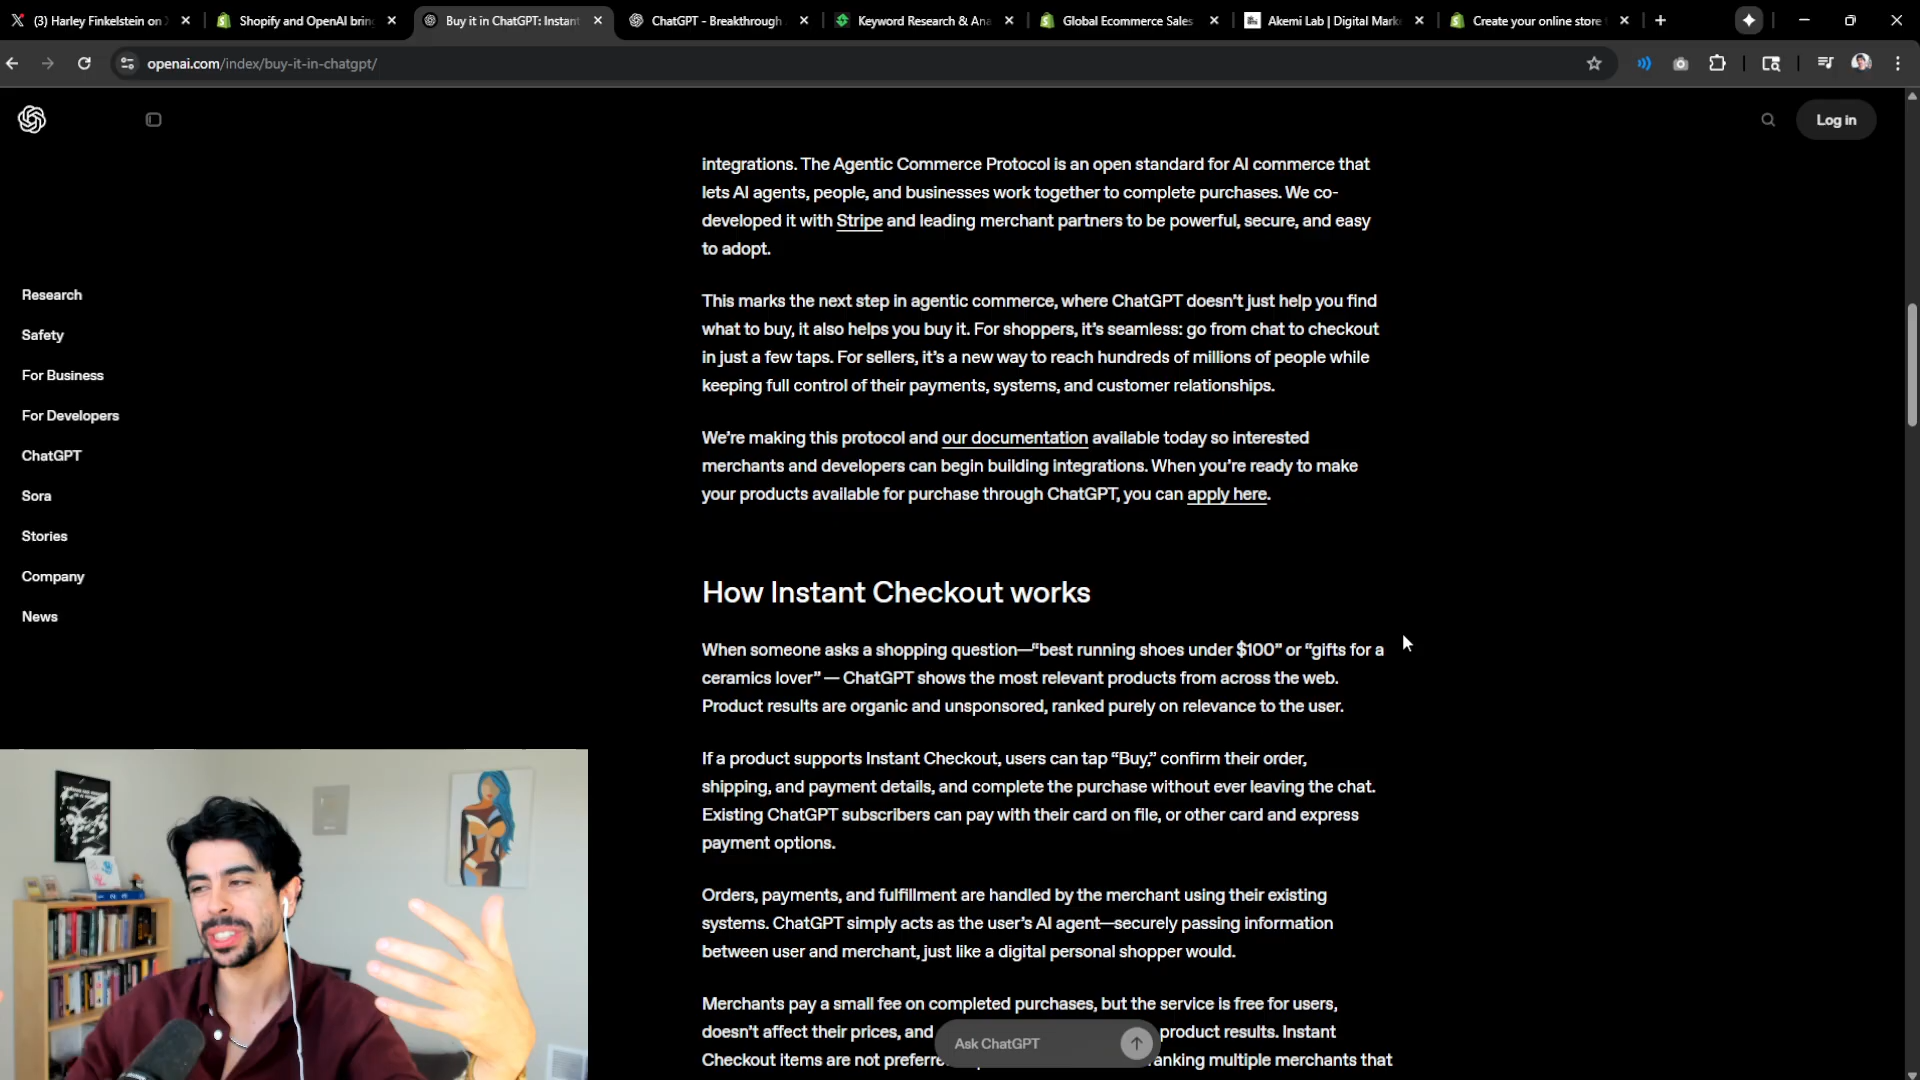 (3) Harley Finkelstein on X
Shopify and OpenAI brin
Buy it in ChatGPT: Instant
ChatGPT - Breakthrough
Keyword Research & Ana
Global Ecommerce Sales
Akemi Lab | Digital Mark
Create your online store
openai.com/index/buy-it-in-chatgpt/
Log in
Research
Safety
For Business
For Developers
ChatGPT
Sora
Stories
Company
News
integrations. The Agentic Commerce Protocol is an open standard for AI commerce that
lets AI agents, people, and businesses work together to complete purchases. We co-
developed it with Stripe and leading merchant partners to be powerful, secure, and easy
to adopt.
This marks the next step in agentic commerce, where ChatGPT doesn’t just help you find
what to buy, it also helps you buy it. For shoppers, it’s seamless: go from chat to checkout
in just a few taps. For sellers, it’s a new way to reach hundreds of millions of people while
keeping full control of their payments, systems, and customer relationships.
We’re making this protocol and our documentation available today so interested
merchants and developers can begin building integrations. When you’re ready to make
your products available for purchase through ChatGPT, you can apply here.
How Instant Checkout works
When someone asks a shopping question—“best running shoes under $100” or “gifts for a
ceramics lover” — ChatGPT shows the most relevant products from across the web.
Product results are organic and unsponsored, ranked purely on relevance to the user.
If a product supports Instant Checkout, users can tap “Buy,” confirm their order,
shipping, and payment details, and complete the purchase without ever leaving the chat.
Existing ChatGPT subscribers can pay with their card on file, or other card and express
payment options.
Orders, payments, and fulfillment are handled by the merchant using their existing
systems. ChatGPT simply acts as the user’s AI agent—securely passing information
between user and merchant, just like a digital personal shopper would.
Merchants pay a small fee on completed purchases, but the service is free for users,
doesn’t affect their prices, and product results. Instant
Checkout items are not preferre ranking multiple merchants that
Ask ChatGPT